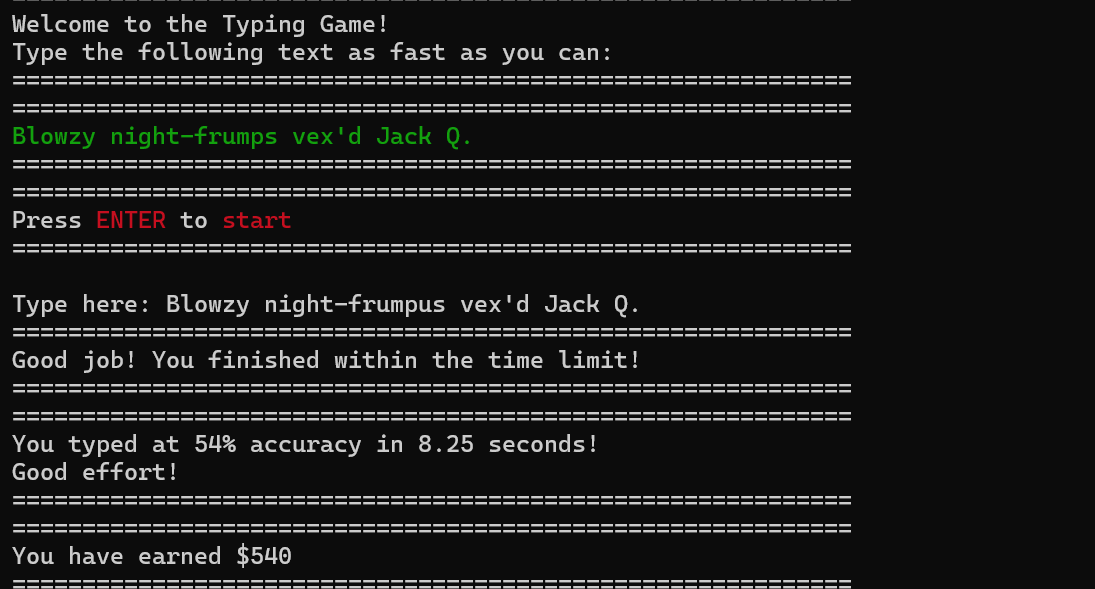 ============================================================
Welcome to the Typing Game!
Type the following text as fast as you can:
============================================================
============================================================
Blowzy night-frumps vex'd Jack Q.
============================================================
============================================================
Press ENTER to start
============================================================
Type here: Blowzy night-frumpus vex'd Jack Q.
============================================================
Good job! You finished within the time limit!
============================================================
============================================================
You typed at 54% accuracy in 8.25 seconds!
Good effort!
============================================================
============================================================
You have earned $540
============================================================